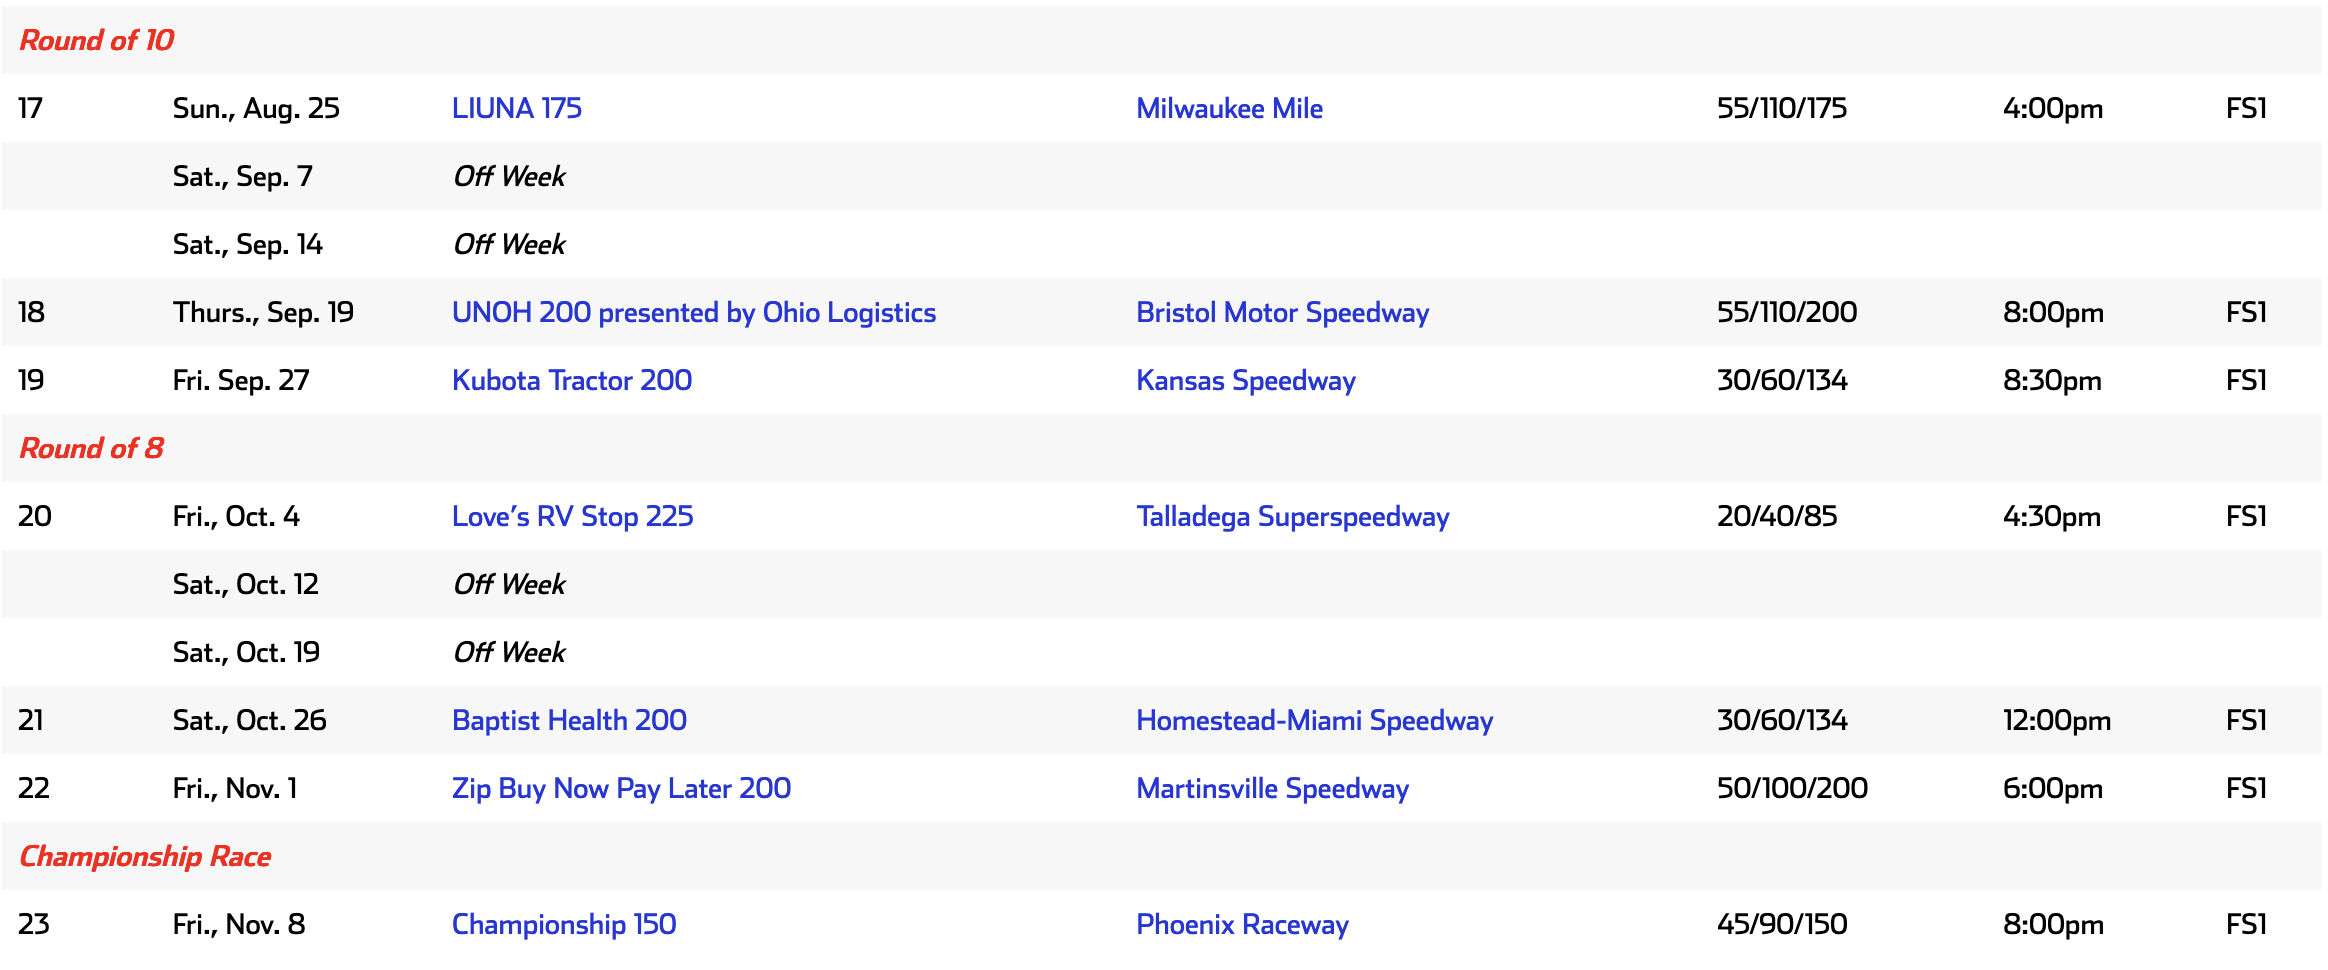 Round of 10
17 Sun., Aug. 25 LIUNA 175 Milwaukee Mile 55/110/175 4:00pm FS1
Sat., Sep. 7 Off Week
Sat., Sep. 14 Off Week
18 Thurs., Sep. 19 UNOH 200 presented by Ohio Logistics Bristol Motor Speedway 55/110/200 8:00pm FS1
19 Fri. Sep. 27 Kubota Tractor 200 Kansas Speedway 30/60/134 8:30pm FS1
Round of 8
20 Fri., Oct. 4 Love’s RV Stop 225 Talladega Superspeedway 20/40/85 4:30pm FS1
Sat., Oct. 12 Off Week
Sat., Oct. 19 Off Week
21 Sat., Oct. 26 Baptist Health 200 Homestead-Miami Speedway 30/60/134 12:00pm FS1
22 Fri., Nov. 1 Zip Buy Now Pay Later 200 Martinsville Speedway 50/100/200 6:00pm FS1
Championship Race
23 Fri., Nov. 8 Championship 150 Phoenix Raceway 45/90/150 8:00pm FS1